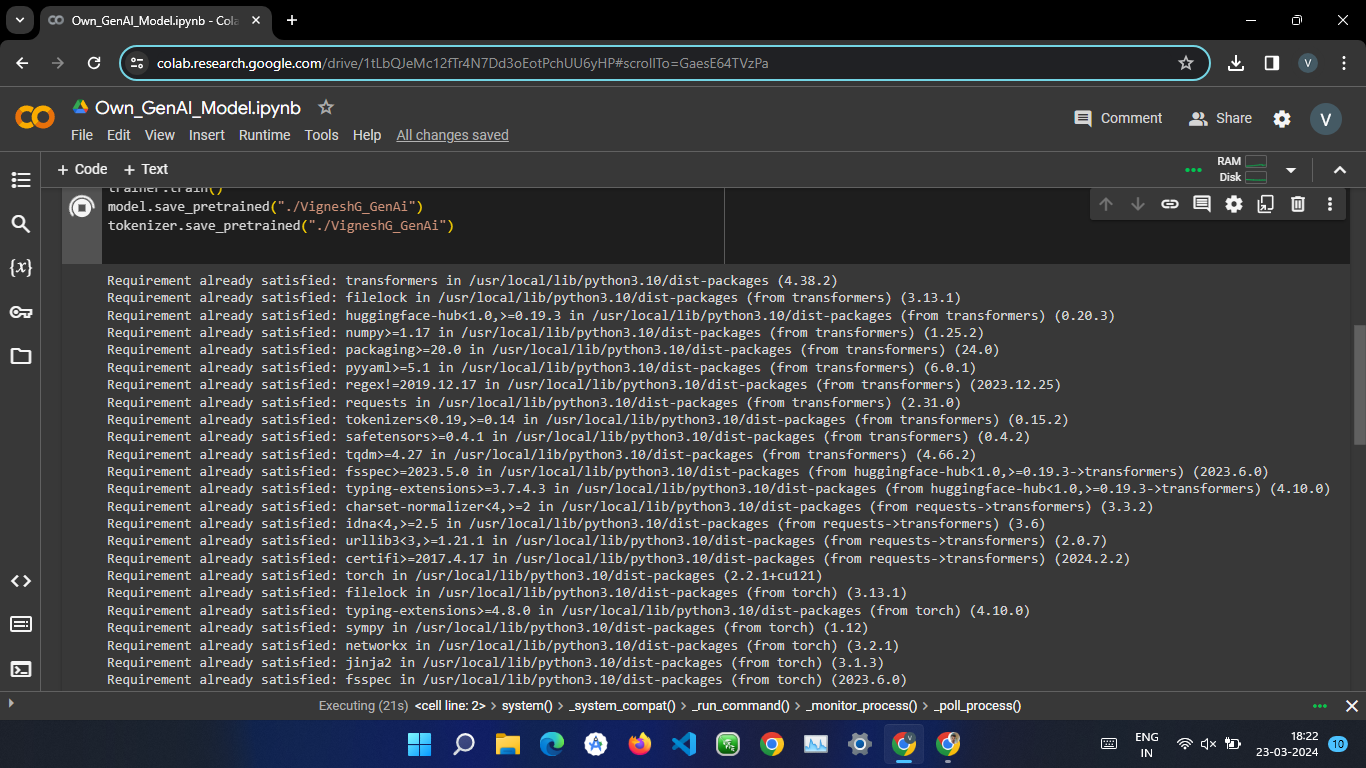 Own_GenAI_Model.ipynb - Cola
colab.research.google.com/drive/1tLbQJeMc12fTr4N7Dd3oEotPchUU6yHP#scrollTo=GaesE64TVzPa
V
Own_GenAI_Model.ipynb
Comment
Share
V
File Edit View Insert Runtime Tools Help All changes saved
+ Code + Text
RAM
Disk
trainer.train()
model.save_pretrained("./VigneshG_GenAi")
tokenizer.save_pretrained("./VigneshG_GenAi")
{x}
Requirement already satisfied: transformers in /usr/local/lib/python3.10/dist-packages (4.38.2)
Requirement already satisfied: filelock in /usr/local/lib/python3.10/dist-packages (from transformers) (3.13.1)
Requirement already satisfied: huggingface-hub<1.0,>=0.19.3 in /usr/local/lib/python3.10/dist-packages (from transformers) (0.20.3)
Requirement already satisfied: numpy>=1.17 in /usr/local/lib/python3.10/dist-packages (from transformers) (1.25.2)
Requirement already satisfied: packaging>=20.0 in /usr/local/lib/python3.10/dist-packages (from transformers) (24.0)
Requirement already satisfied: pyyaml>=5.1 in /usr/local/lib/python3.10/dist-packages (from transformers) (6.0.1)
Requirement already satisfied: regex!=2019.12.17 in /usr/local/lib/python3.10/dist-packages (from transformers) (2023.12.25)
Requirement already satisfied: requests in /usr/local/lib/python3.10/dist-packages (from transformers) (2.31.0)
Requirement already satisfied: tokenizers<0.19,>=0.14 in /usr/local/lib/python3.10/dist-packages (from transformers) (0.15.2)
Requirement already satisfied: safetensors>=0.4.1 in /usr/local/lib/python3.10/dist-packages (from transformers) (0.4.2)
Requirement already satisfied: tqdm>=4.27 in /usr/local/lib/python3.10/dist-packages (from transformers) (4.66.2)
Requirement already satisfied: fsspec>=2023.5.0 in /usr/local/lib/python3.10/dist-packages (from huggingface-hub<1.0,>=0.19.3->transformers) (2023.6.0)
Requirement already satisfied: typing-extensions>=3.7.4.3 in /usr/local/lib/python3.10/dist-packages (from huggingface-hub<1.0,>=0.19.3->transformers) (4.10.0)
Requirement already satisfied: charset-normalizer<4,>=2 in /usr/local/lib/python3.10/dist-packages (from requests->transformers) (3.3.2)
Requirement already satisfied: idna<4,>=2.5 in /usr/local/lib/python3.10/dist-packages (from requests->transformers) (3.6)
Requirement already satisfied: urllib3<3,>=1.21.1 in /usr/local/lib/python3.10/dist-packages (from requests->transformers) (2.0.7)
Requirement already satisfied: certifi>=2017.4.17 in /usr/local/lib/python3.10/dist-packages (from requests->transformers) (2024.2.2)
Requirement already satisfied: torch in /usr/local/lib/python3.10/dist-packages (2.2.1+cu121)
Requirement already satisfied: filelock in /usr/local/lib/python3.10/dist-packages (from torch) (3.13.1)
Requirement already satisfied: typing-extensions>=4.8.0 in /usr/local/lib/python3.10/dist-packages (from torch) (4.10.0)
Requirement already satisfied: sympy in /usr/local/lib/python3.10/dist-packages (from torch) (1.12)
Requirement already satisfied: networkx in /usr/local/lib/python3.10/dist-packages (from torch) (3.2.1)
Requirement already satisfied: jinja2 in /usr/local/lib/python3.10/dist-packages (from torch) (3.1.3)
Requirement already satisfied: fsspec in /usr/local/lib/python3.10/dist-packages (from torch) (2023.6.0)
Executing (21s) <cell line: 2> > system() > _system_compat() > _run_command() > _monitor_process() > _poll_process()
ENG
IN
18:22
23-03-2024
10